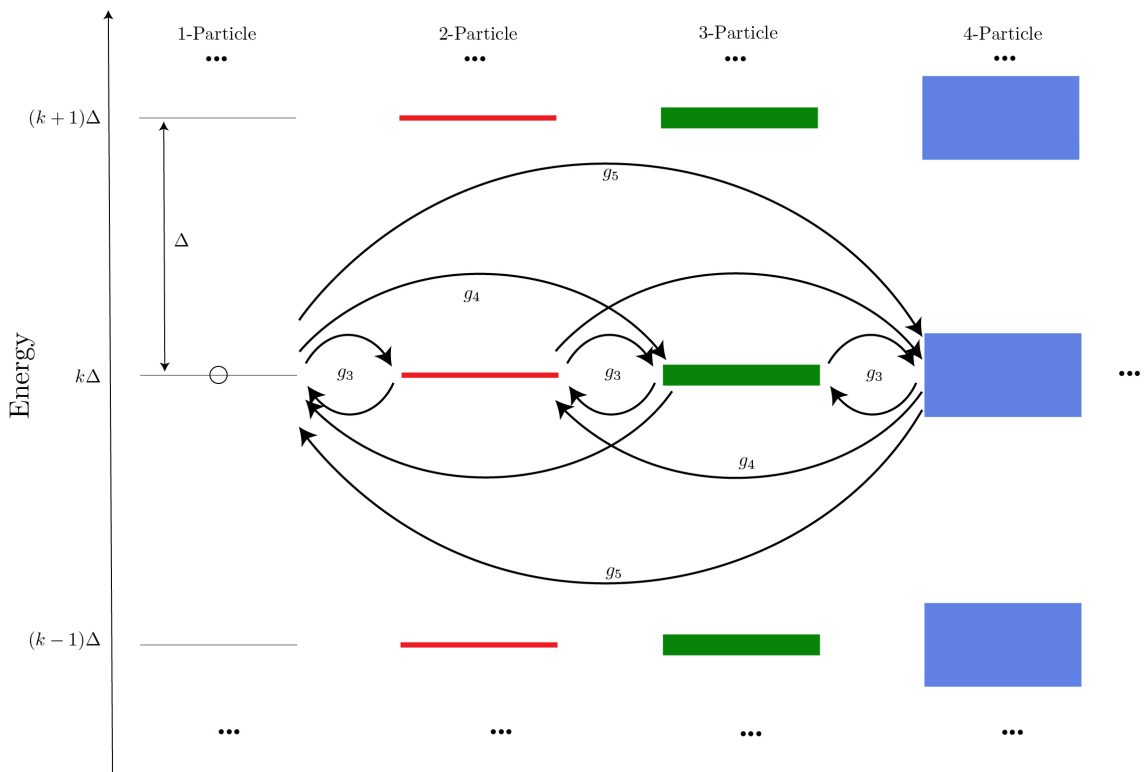 1-Particle 2-Particle 3-Particle 4-Particle
••• ••• ••• •••
(k + 1)Δ
g₅
Δ
g₄
Energy
kΔ g₃ g₃ g₃ •••
g₄
g₅
(k − 1)Δ
••• ••• ••• •••